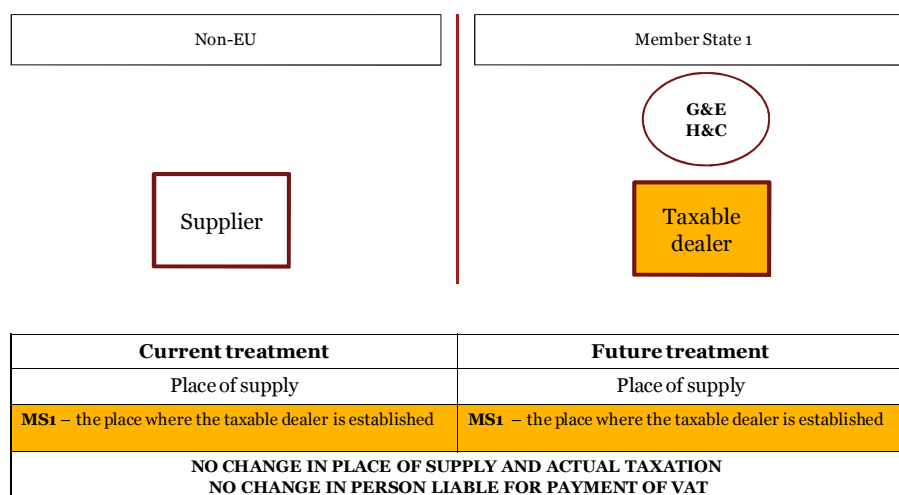 Non-EU
Member State 1
G&E
H&C
Supplier
Taxable
dealer
Current treatment
Future treatment
Place of supply
Place of supply
MS1 – the place where the taxable dealer is established
MS1 – the place where the taxable dealer is established
NO CHANGE IN PLACE OF SUPPLY AND ACTUAL TAXATION
NO CHANGE IN PERSON LIABLE FOR PAYMENT OF VAT